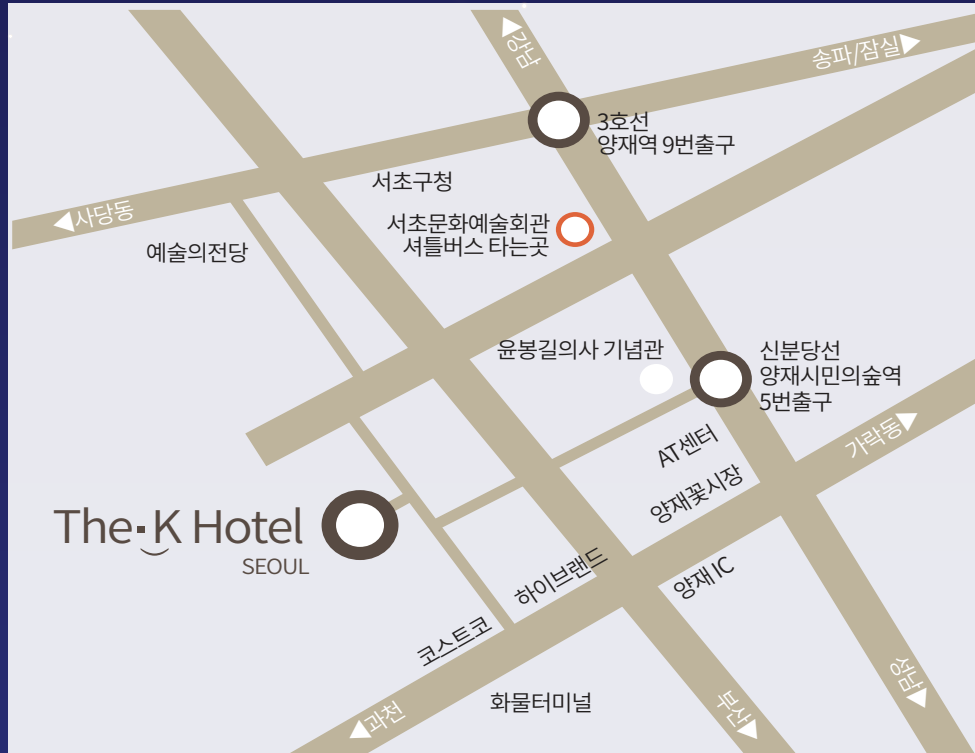 강남
송파/잠실
3호선
양재역 9번출구
서초구청
사당동
서초문화예술회관
셔틀버스 타는곳
예술의전당
윤봉길의사 기념관
신분당선
양재시민의숲역
5번출구
가락동
AT센터
양재꽃시장
The K Hotel
SEOUL
하이브랜드
양재 IC
코스트코
성남
화물터미널
과천
부산